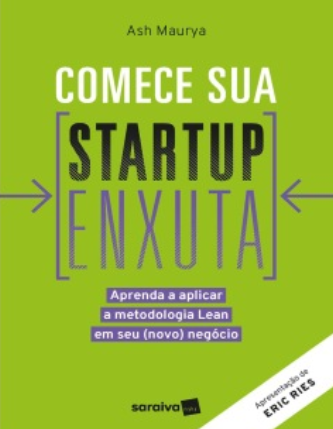 Ash Maurya
COMECE SUA
STARTUP
ENXUTA
Aprenda a aplicar
a metodologia Lean
em seu (novo) negócio
Apresentação de
ERIC RIES
saraiva